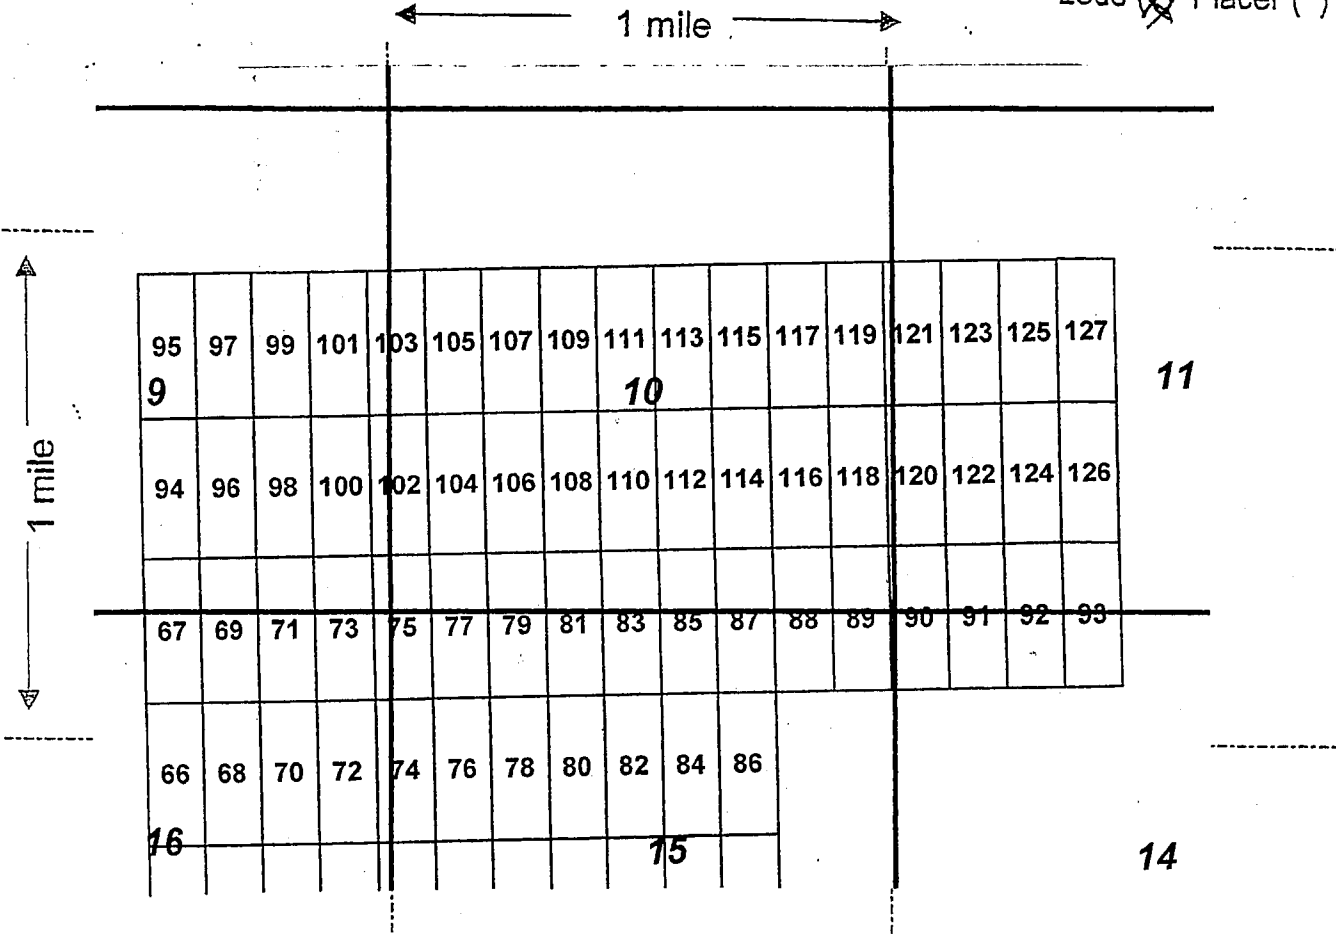 Lode Placer ( )
1 mile
95 97 99 101 103 105 107 109 111 113 115 117 119 121 123 125 127
9 10 11
94 96 98 100 102 104 106 108 110 112 114 116 118 120 122 124 126
1 mile
67 69 71 73 75 77 79 81 83 85 87 88 89 90 91 92 93
66 68 70 72 74 76 78 80 82 84 86
16 15 14